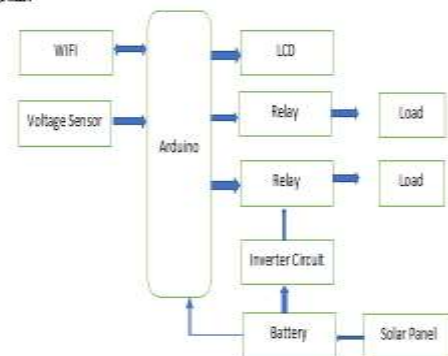 WIFI
LCD
Voltage Sensor
Relay
Load
Arduino
Relay
Load
Inverter Circuit
Battery
Solar Panel